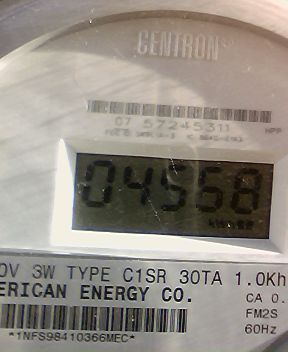 CENTRON
07 57245311
HPP
04558
0V 3W TYPE C1SR 30TA 1.0Kh
ERICAN ENERGY CO.
CA 0.
FM2S
60Hz
*1NFS98410366MEC*